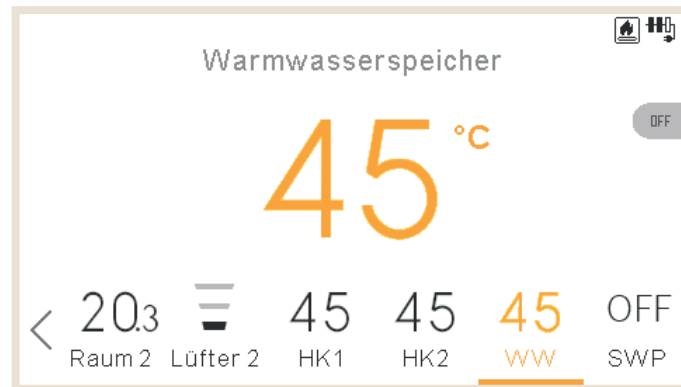 Warmwasserspeicher
45 °C
OFF
20.3 45 45 45 OFF
Raum 2 Lüfter 2 HK1 HK2 WW SWP